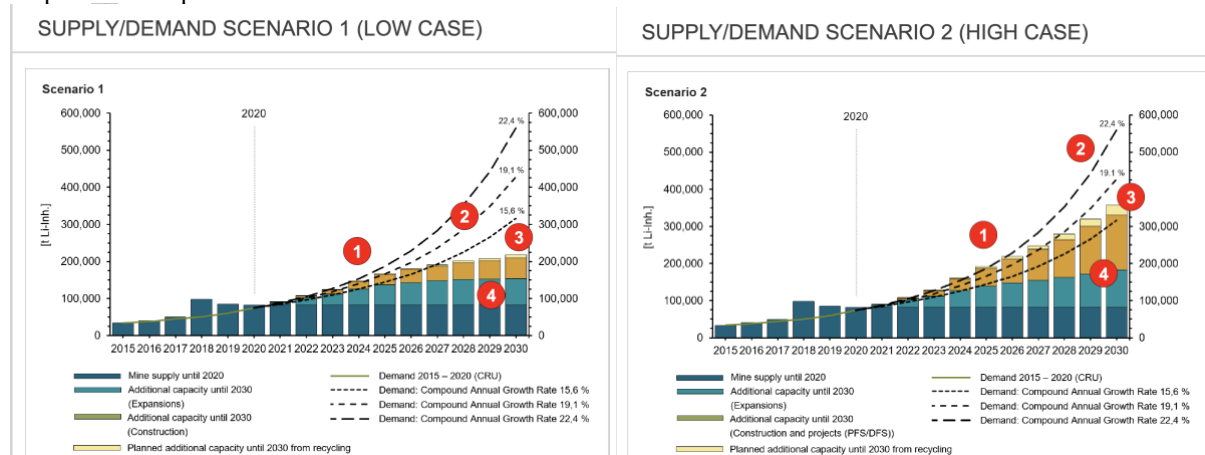 SUPPLY/DEMAND SCENARIO 1 (LOW CASE)
Scenario 1
2020
600,000
500,000
400,000
300,000
200,000
100,000
0
[t Li-Inh.]
600,000
500,000
400,000
300,000
200,000
100,000
0
22,4 %
19,1 %
15,6 %
1
2
3
4
2015 2016 2017 2018 2019 2020 2021 2022 2023 2024 2025 2026 2027 2028 2029 2030
Mine supply until 2020
Additional capacity until 2030
(Expansions)
Additional capacity until 2030
(Construction)
Planned additional capacity until 2030 from recycling
Demand 2015 – 2020 (CRU)
Demand: Compound Annual Growth Rate 15,6 %
Demand: Compound Annual Growth Rate 19,1 %
Demand: Compound Annual Growth Rate 22,4 %
SUPPLY/DEMAND SCENARIO 2 (HIGH CASE)
Scenario 2
2020
600,000
500,000
400,000
300,000
200,000
100,000
0
[t Li-Inh.]
600,000
500,000
400,000
300,000
200,000
100,000
0
22,4 %
19.1 %
1
2
3
4
2015 2016 2017 2018 2019 2020 2021 2022 2023 2024 2025 2026 2027 2028 2029 2030
Mine supply until 2020
Additional capacity until 2030
(Expansions)
Additional capacity until 2030
(Construction and projects (PFS/DFS))
Planned additional capacity until 2030 from recycling
Demand 2015 – 2020 (CRU)
Demand: Compound Annual Growth Rate 15,6 %
Demand: Compound Annual Growth Rate 19,1 %
Demand: Compound Annual Growth Rate 22,4 %